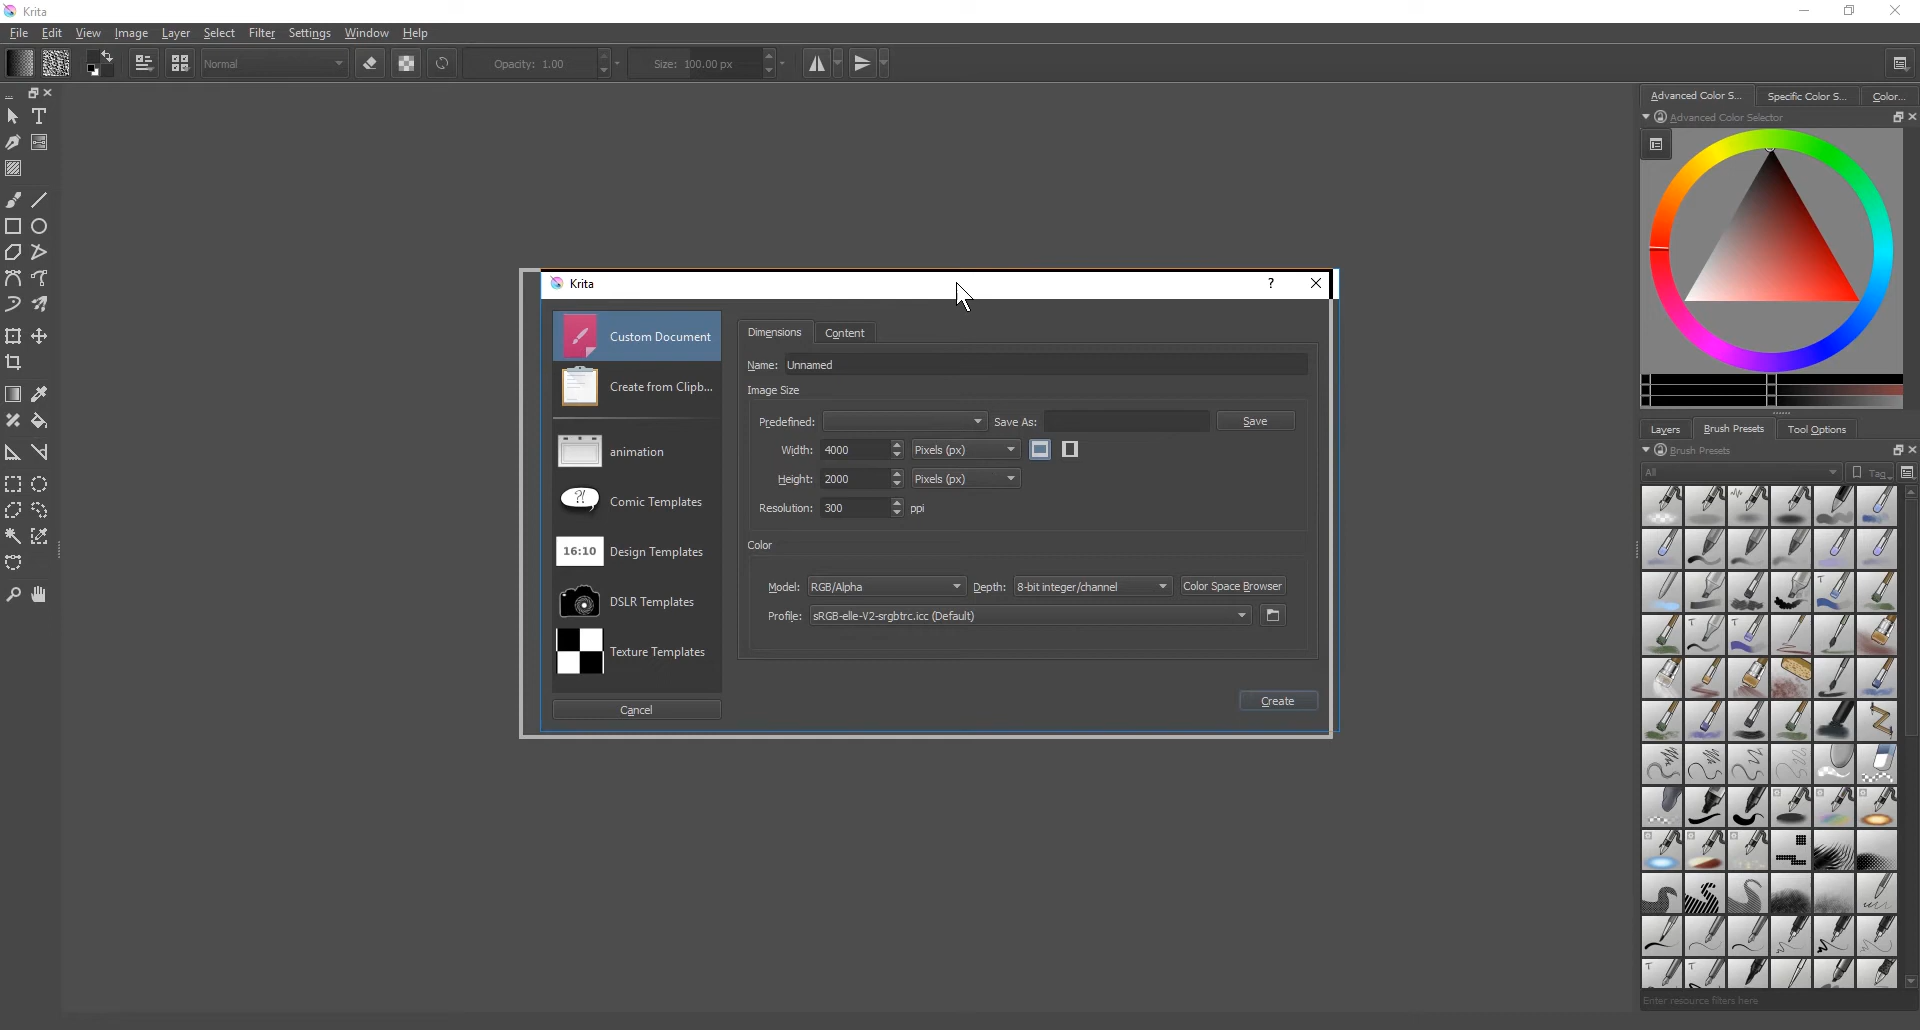 Krita
File Edit View Image Layer Select Filter Settings Window Help
Normal Opacity: 1.00 Size: 100.00 px
Advanced Color S... Specific Color S... Color...
Advanced Color Selector
Krita
Custom Document
Create from Clipb...
animation
?!
Comic Templates
16:10
Design Templates
DSLR Templates
Texture Templates
Cancel
Dimensions Content
Name: Unnamed
Image Size
Predefined: Save As: Save
Width: 4000 Pixels (px)
Height: 2000 Pixels (px)
Resolution: 300 ppi
Color
Model: RGB/Alpha Depth: 8-bit integer/channel Color Space Browser
Profile: sRGB-elle-V2-srgbtrc.icc (Default)
Create
Layers Brush Presets Tool Options
Brush Presets
All Tag
Enter resource filters here